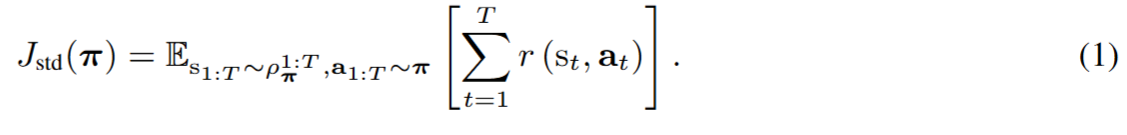 J_std(π) = 𝔼_{s_{1:T}∼ρ_π^{1:T}, a_{1:T}∼π} [ ∑_{t=1}^{T} r (s_t, a_t) ] . (1)